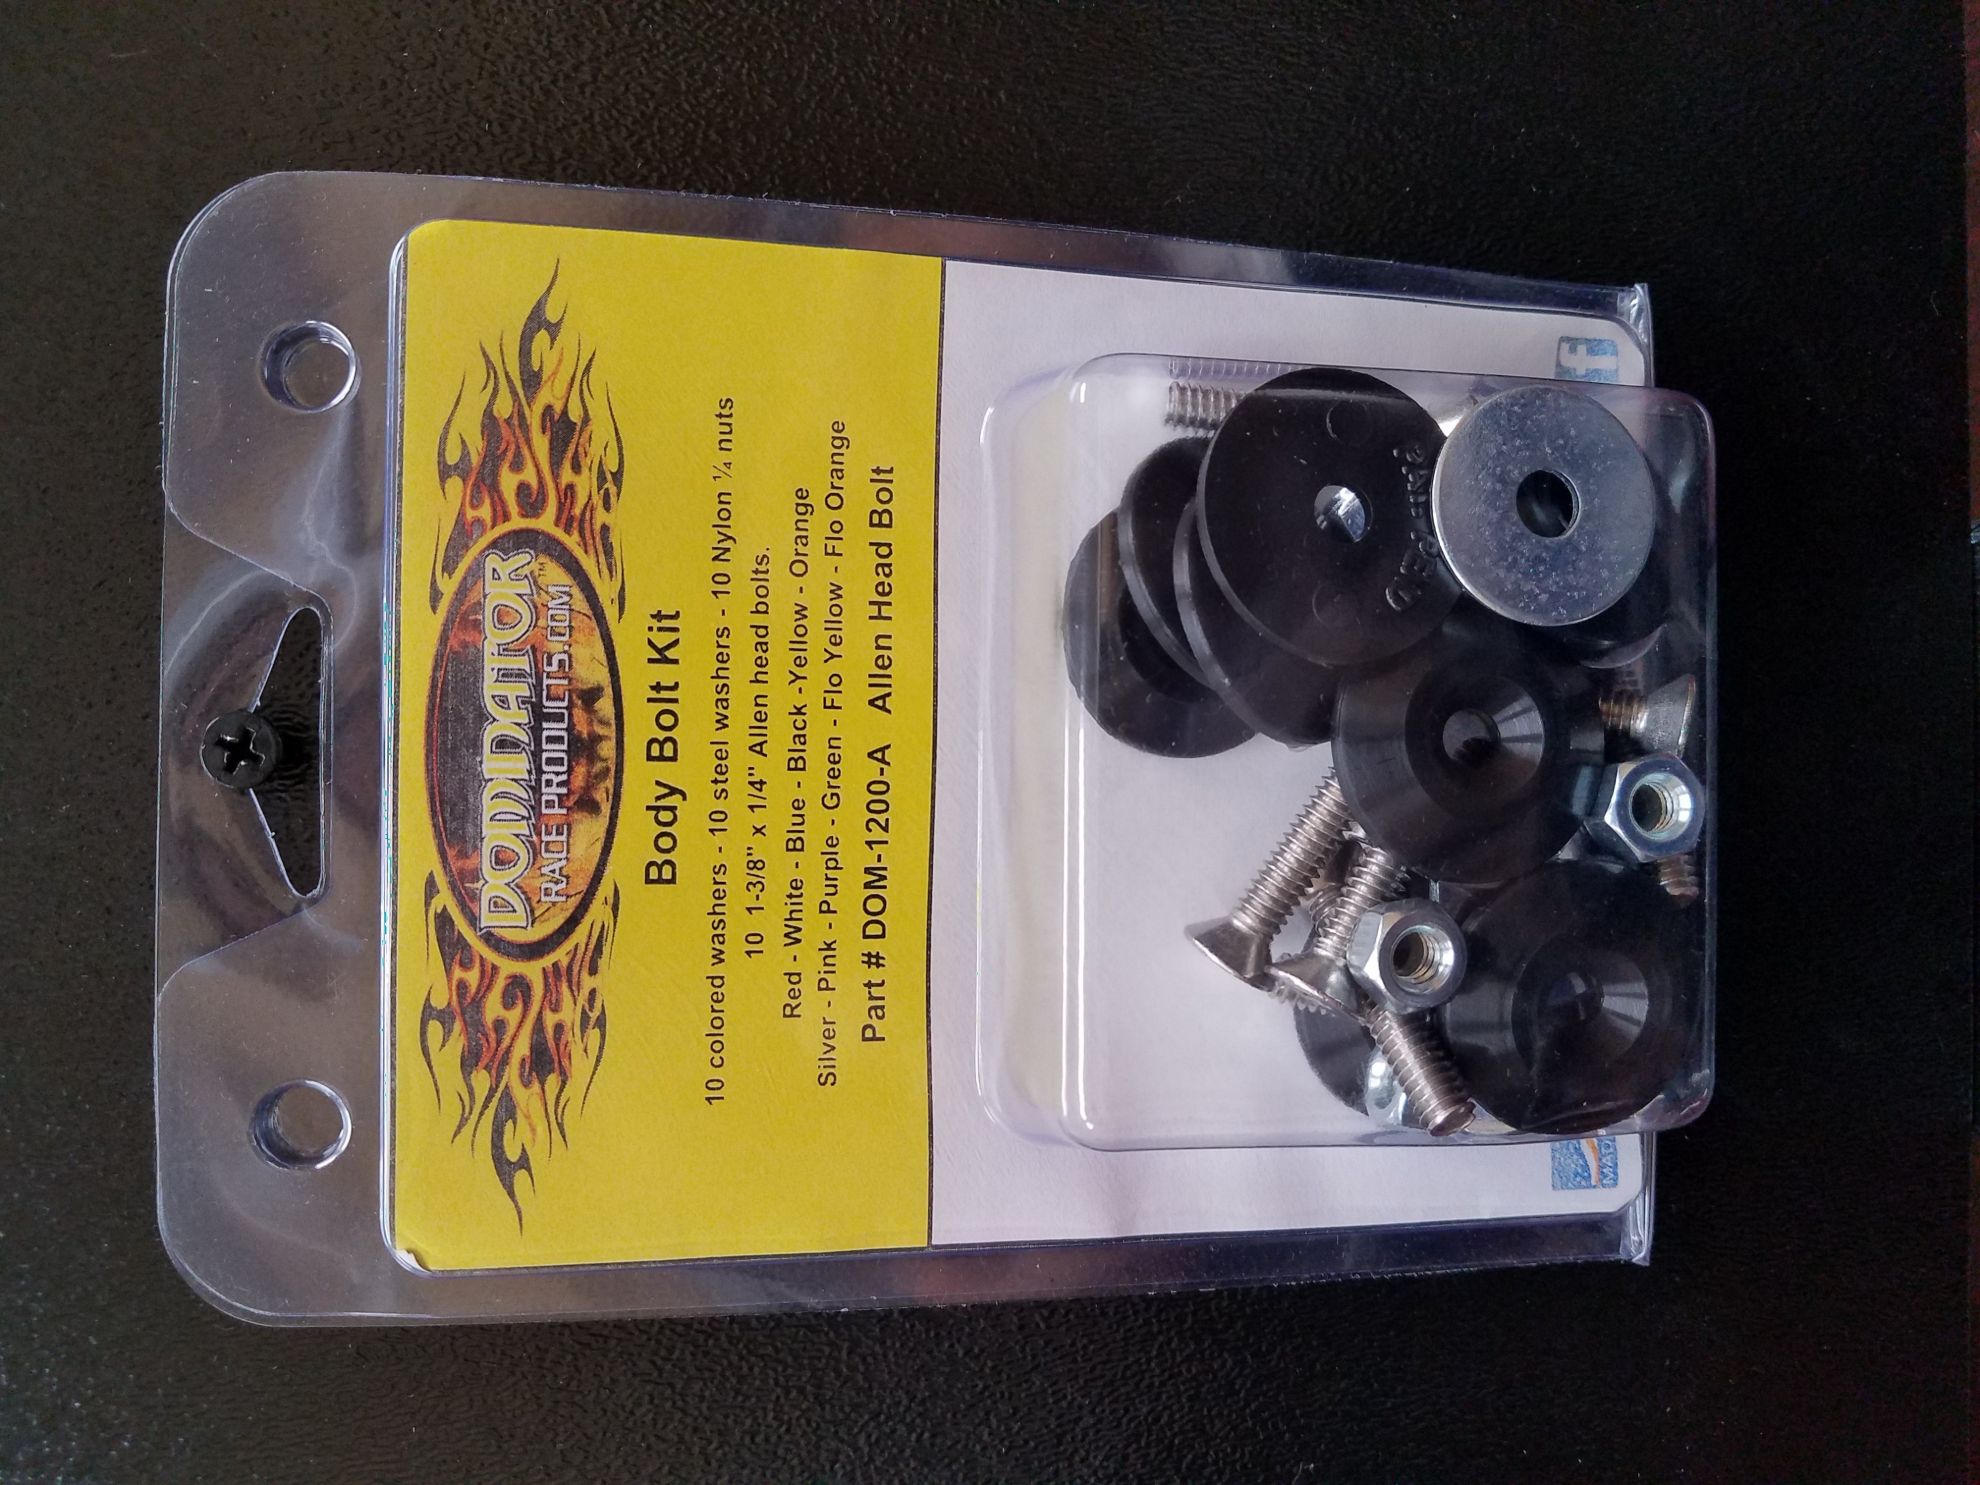 DOMINATOR™
RACE PRODUCTS.COM
Body Bolt Kit
10 colored washers - 10 steel washers - 10 Nylon ¼ nuts
10 1-3/8" x 1/4" Allen head bolts.
Red - White - Blue - Black -Yellow - Orange
Silver - Pink - Purple - Green - Flo Yellow - Flo Orange
Part # DOM-1200-A Allen Head Bolt
f